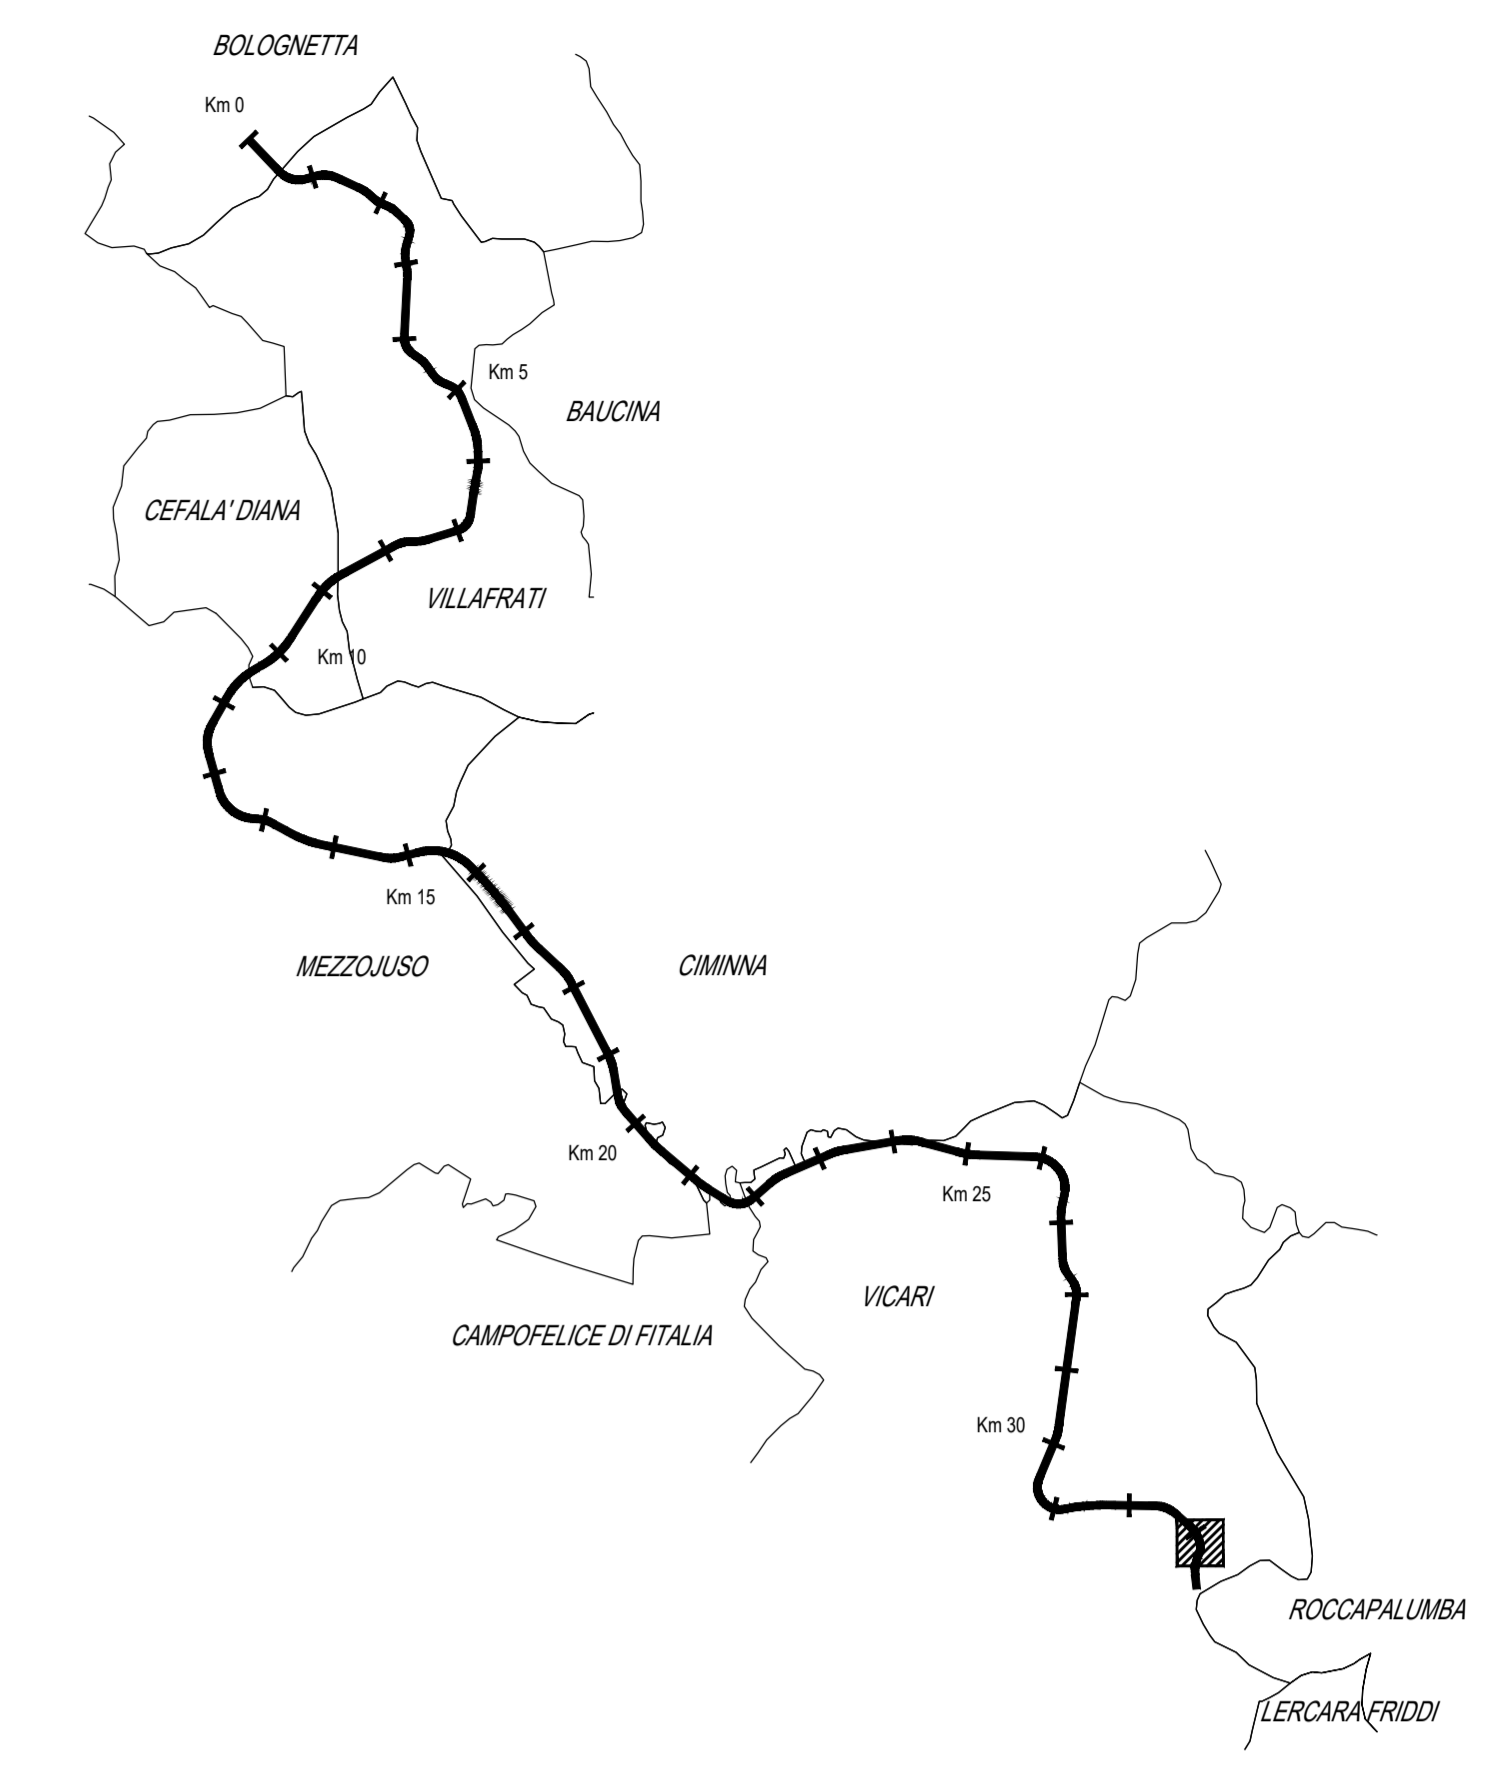 BOLOGNETTA
Km 0
Km 5
BAUCINA
CEFALA' DIANA
VILLAFRATI
Km 10
Km 15
MEZZOJUSO
CIMINNA
Km 20
Km 25
VICARI
CAMPOFELICE DI FITALIA
Km 30
ROCCAPALUMBA
LERCARA FRIDDI